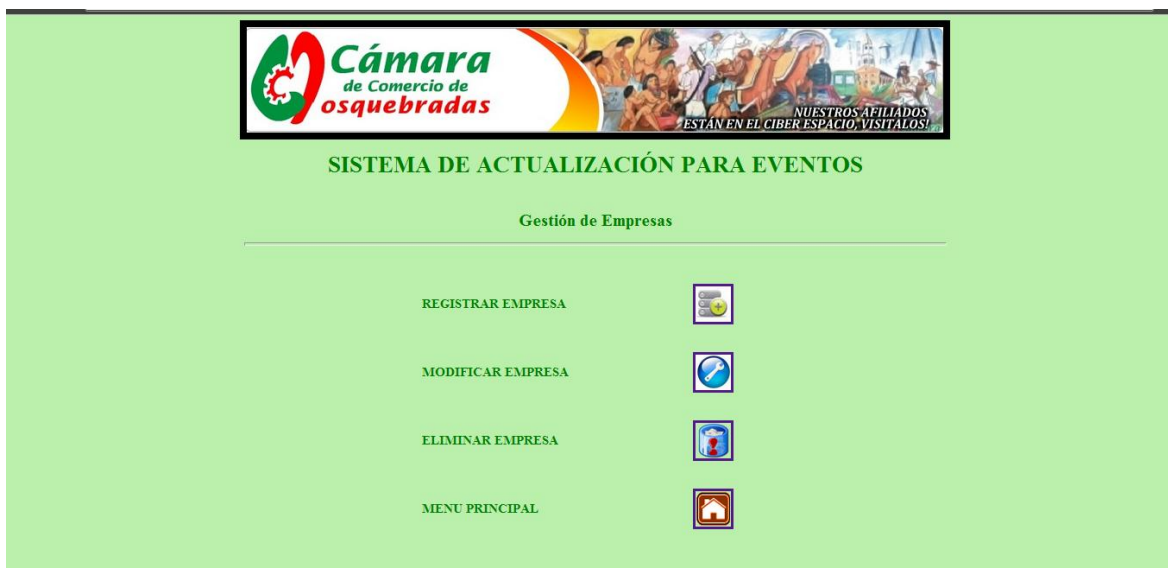 Cámara
de Comercio de
osquebradas
NUESTROS AFILIADOS
ESTÁN EN EL CIBER ESPACIO, VISITALOS!
SISTEMA DE ACTUALIZACIÓN PARA EVENTOS
Gestión de Empresas
REGISTRAR EMPRESA
MODIFICAR EMPRESA
ELIMINAR EMPRESA
MENU PRINCIPAL